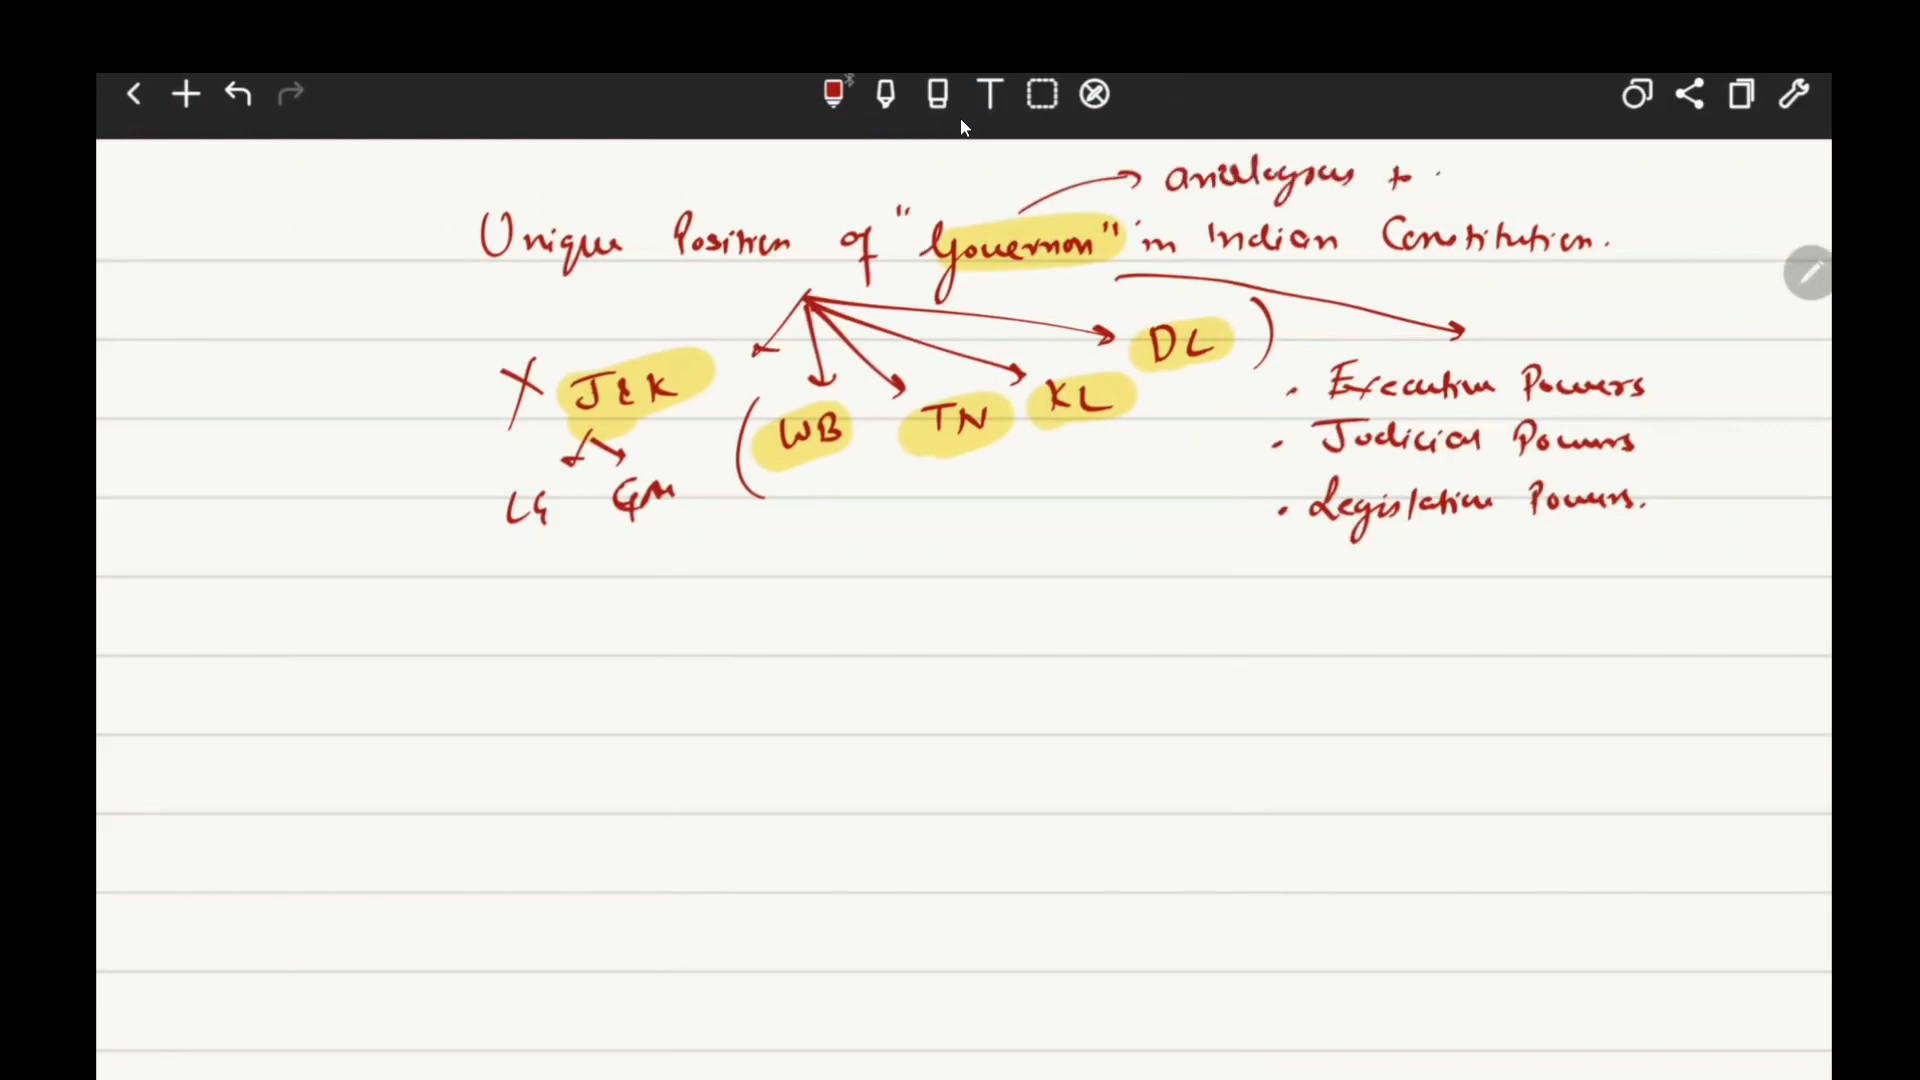 analogous to
Unique Position of "Governor" in Indian Constitution.
DL
X J&K
WB TN KL
LG GM
• Executive Powers
• Judicial Powers
• Legislative Powers.